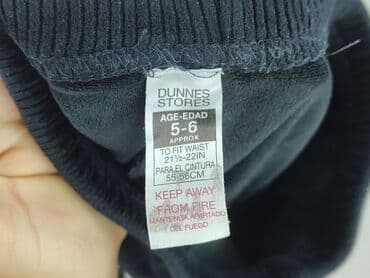 DUNNES
STORES
AGE-EDAD
5-6
APPROX
TO FIT WAIST
21½-22IN
PARA EL CINTURA
55-56CM
KEEP AWAY
FROM FIRE
MANTENGA APARTADO
DEL FUEGO